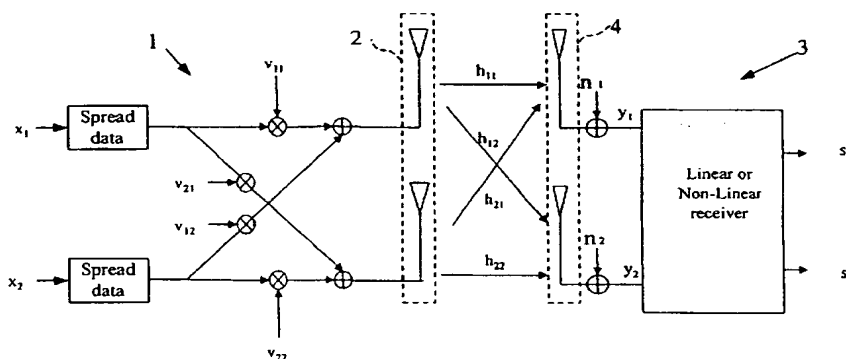 1
2
4
3
v11
h11
n1
y1
x1
Spread
data
h12
s
v21
Linear or
Non-Linear
receiver
v12
h21
n2
y2
x2
Spread
data
h22
s
v22